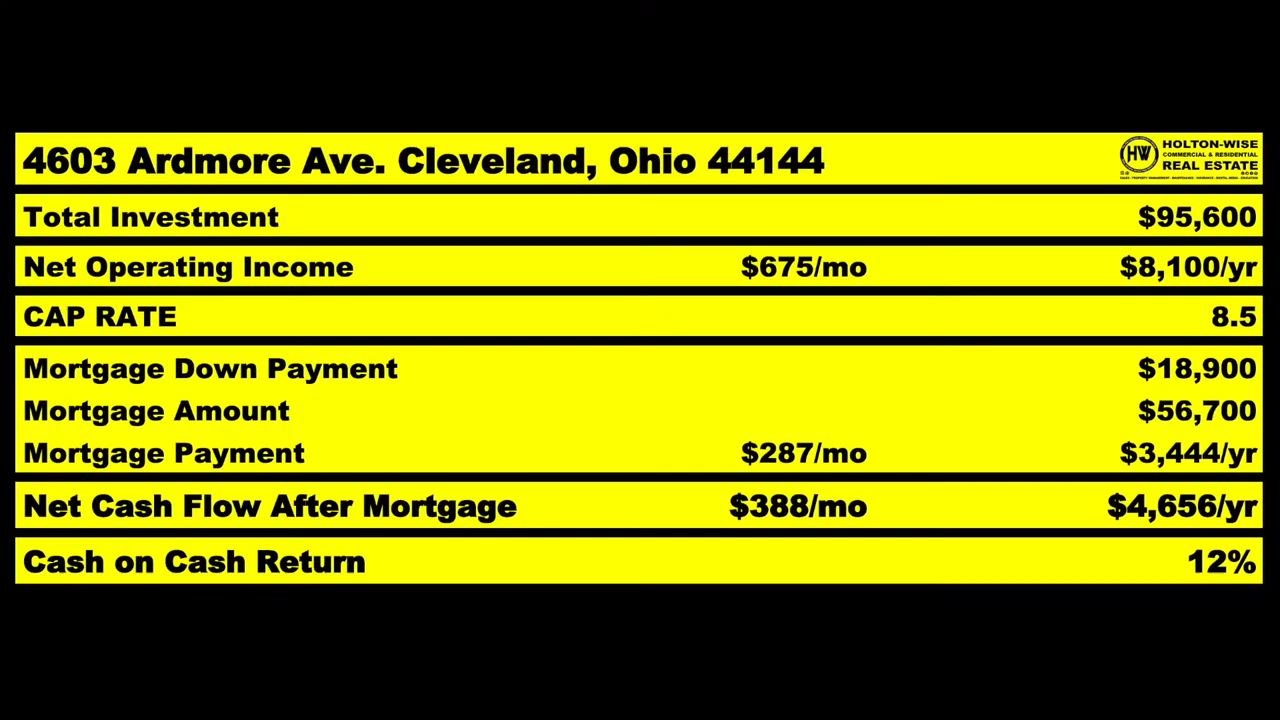 4603 Ardmore Ave. Cleveland, Ohio 44144
HW
HOLTON-WISE
COMMERCIAL & RESIDENTIAL
REAL ESTATE
Total Investment $95,600
Net Operating Income $675/mo $8,100/yr
CAP RATE 8.5
Mortgage Down Payment $18,900
Mortgage Amount $56,700
Mortgage Payment $287/mo $3,444/yr
Net Cash Flow After Mortgage $388/mo $4,656/yr
Cash on Cash Return 12%